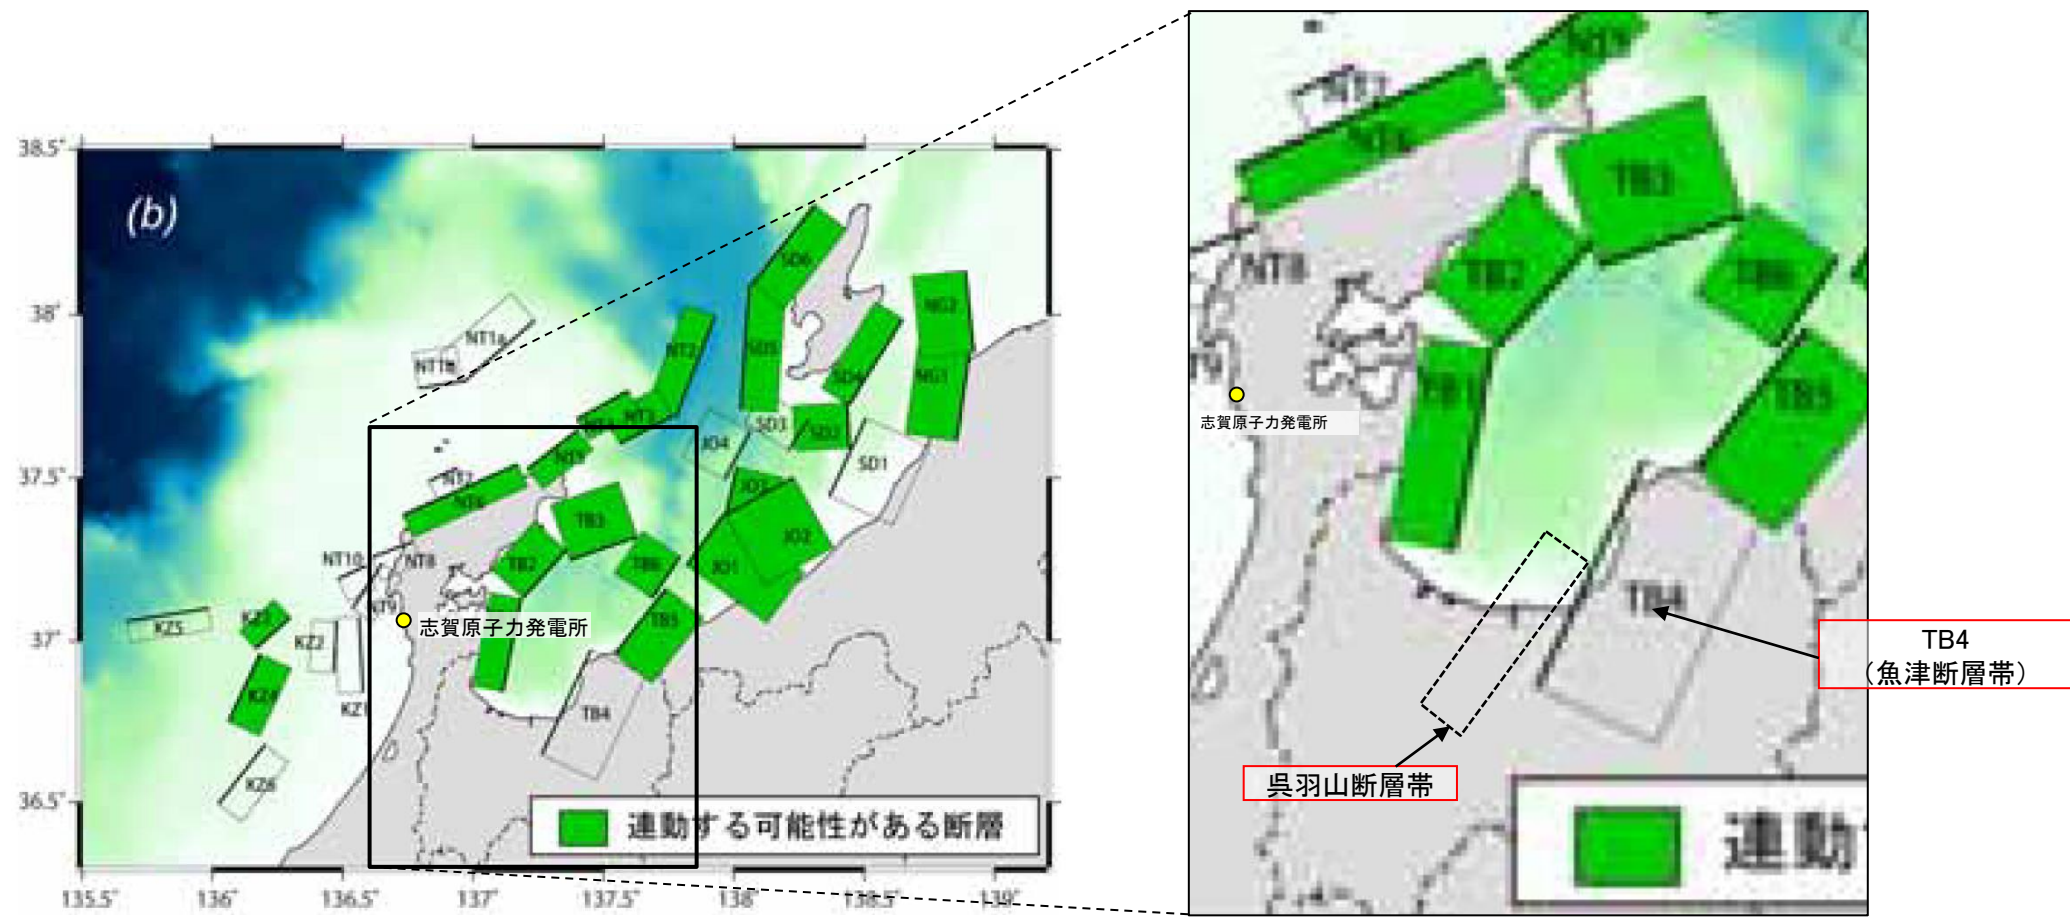 38.5°
38°
37.5°
37°
36.5°
135.5°
136°
136.5°
137°
137.5°
138°
138.5°
139°
(b)
NT1a
NT1b
NT2
NT3
NT5
NT7
NT6
NT8
NT10
NT9
SD6
SD5
SD4
SD3
SD2
SD1
NG2
NG1
JO4
JO3
JO2
JO1
TB3
TB2
TB6
TB5
TB4
KZ5
KZ3
KZ2
KZ4
KZ1
KZ6
志賀原子力発電所
連動する可能性がある断層
NT5
NT7
NT6
TB3
NT8
TB2
TB6
TB1
TB5
志賀原子力発電所
TB4
TB4
(魚津断層帯)
呉羽山断層帯
連動